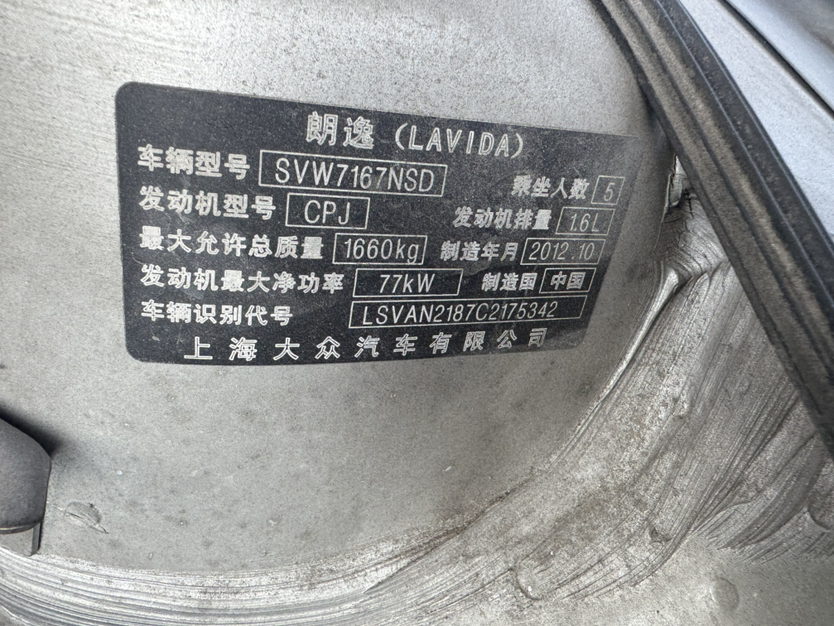 朗逸 (LAVIDA)
车辆型号 SVW7167NSD 乘坐人数 5
发动机型号 CPJ 发动机排量 1.6L
最大允许总质量 1660kg 制造年月 2012.10
发动机最大净功率 77kW 制造国 中国
车辆识别代号 LSVAN2187C2175342
上海大众汽车有限公司